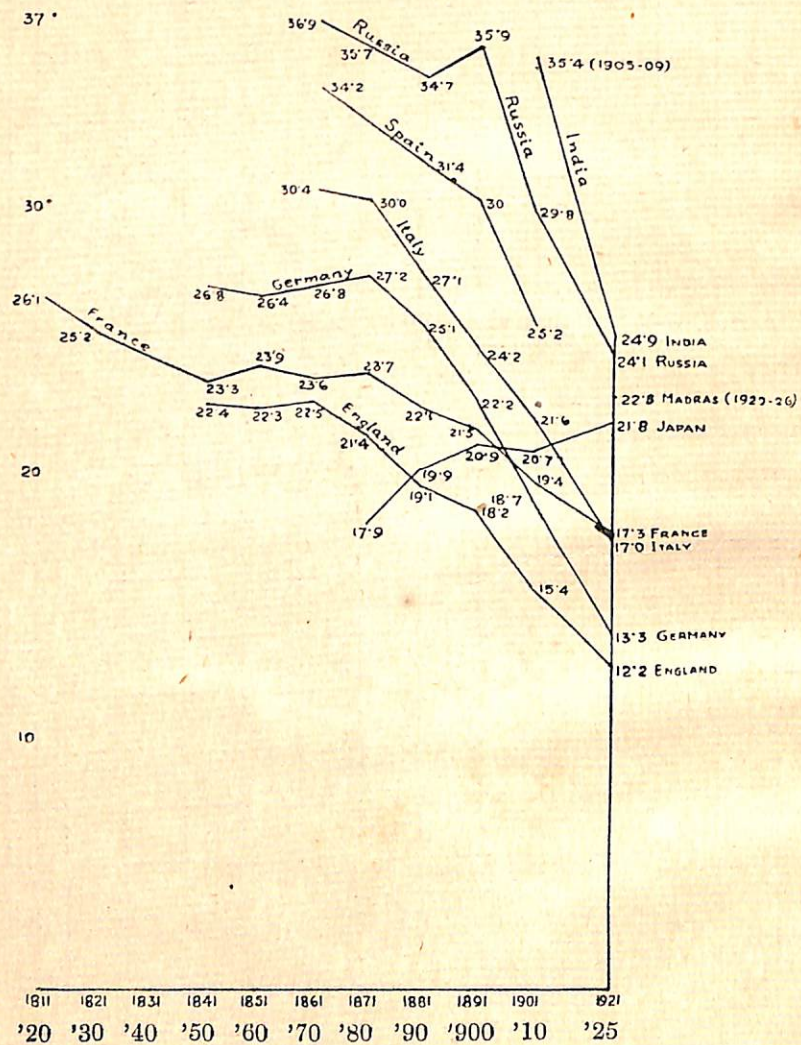 37°
36·9
Russia
35·9
35·7
34·7
35·4 (1905-09)
34·2
Spain
Russia
India
31·4
30°
30·4
30·0
30
29·8
Italy
Germany
27·2
27·1
26·8
26·4
26·8
26·1
France
25·2
25·1
25·2
24·9 INDIA
24·2
24·1 RUSSIA
23·9
23·7
23·3
23·6
22·8 MADRAS (1923-26)
22·4
22·3
22·5
England
22·2
21·6
21·4
21·5
21·8 JAPAN
20
20·9
20·7
19·9
19·4
19·1
18·7
18·2
17·9
17·3 FRANCE
17·0 ITALY
15·4
13·3 GERMANY
12·2 ENGLAND
10
1811 1821 1831 1841 1851 1861 1871 1881 1891 1901 1921
'20 '30 '40 '50 '60 '70 '80 '90 '900 '10 '25